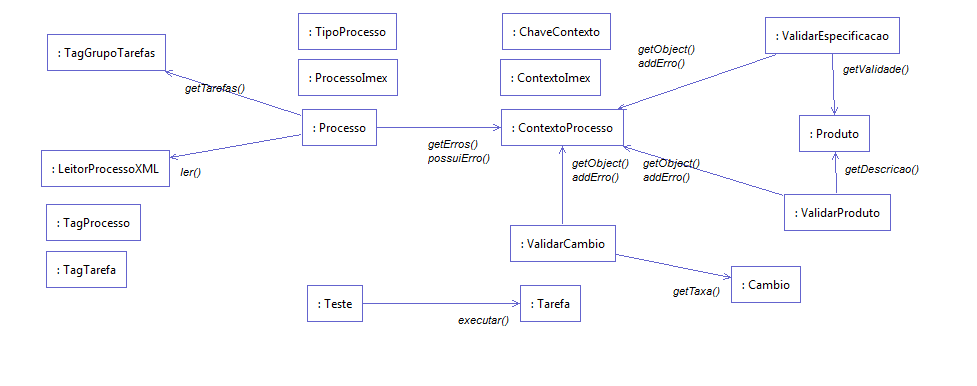 : TipoProcesso
: ChaveContexto
: ValidarEspecificacao
: TagGrupoTarefas
getObject()
addErro()
getValidade()
: ProcessoImex
: ContextoImex
getTarefas()
: Processo
: ContextoProcesso
: Produto
getErros()
possuiErro()
getObject()
addErro()
getObject()
addErro()
getDescricao()
: LeitorProcessoXML
ler()
: TagProcesso
: ValidarProduto
: ValidarCambio
: TagTarefa
getTaxa()
: Cambio
: Teste
executar()
: Tarefa